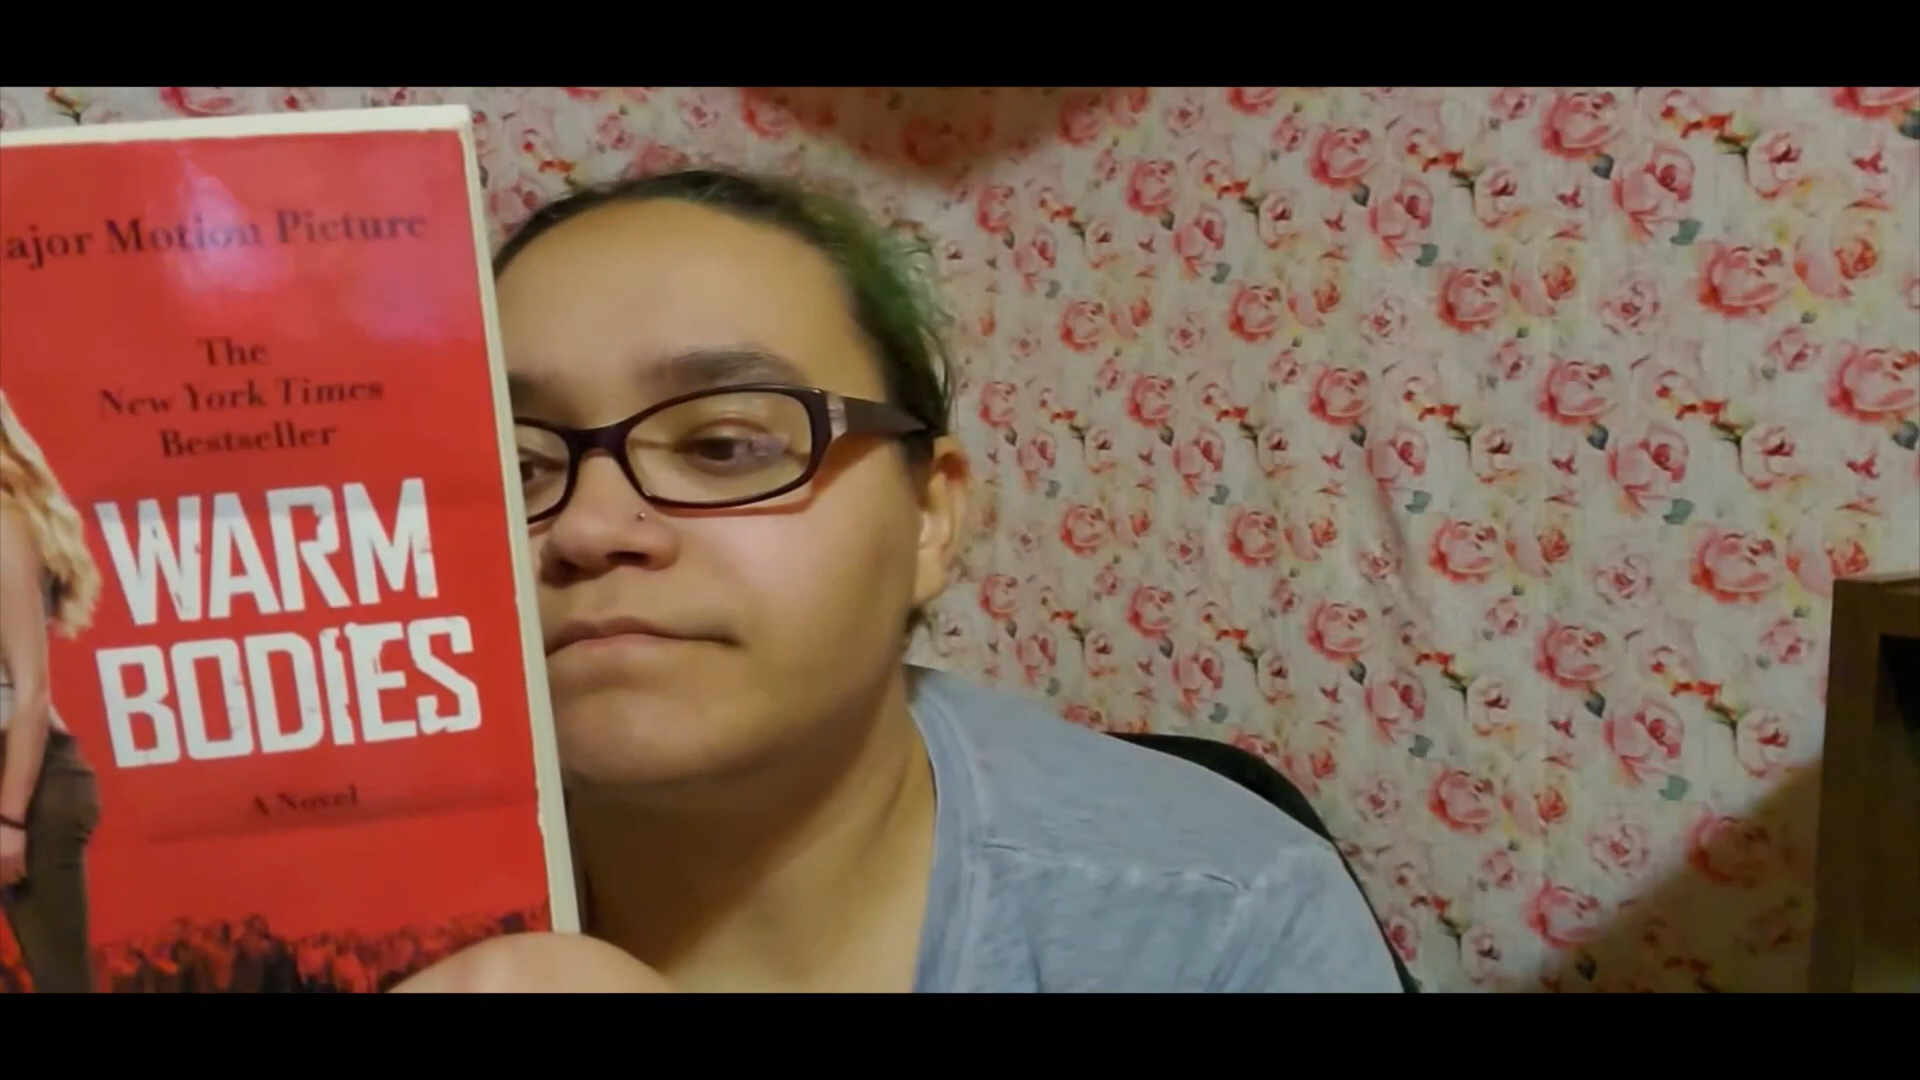 ajor Motion Picture
The
New York Times
Bestseller
WARM
BODIES
A Novel